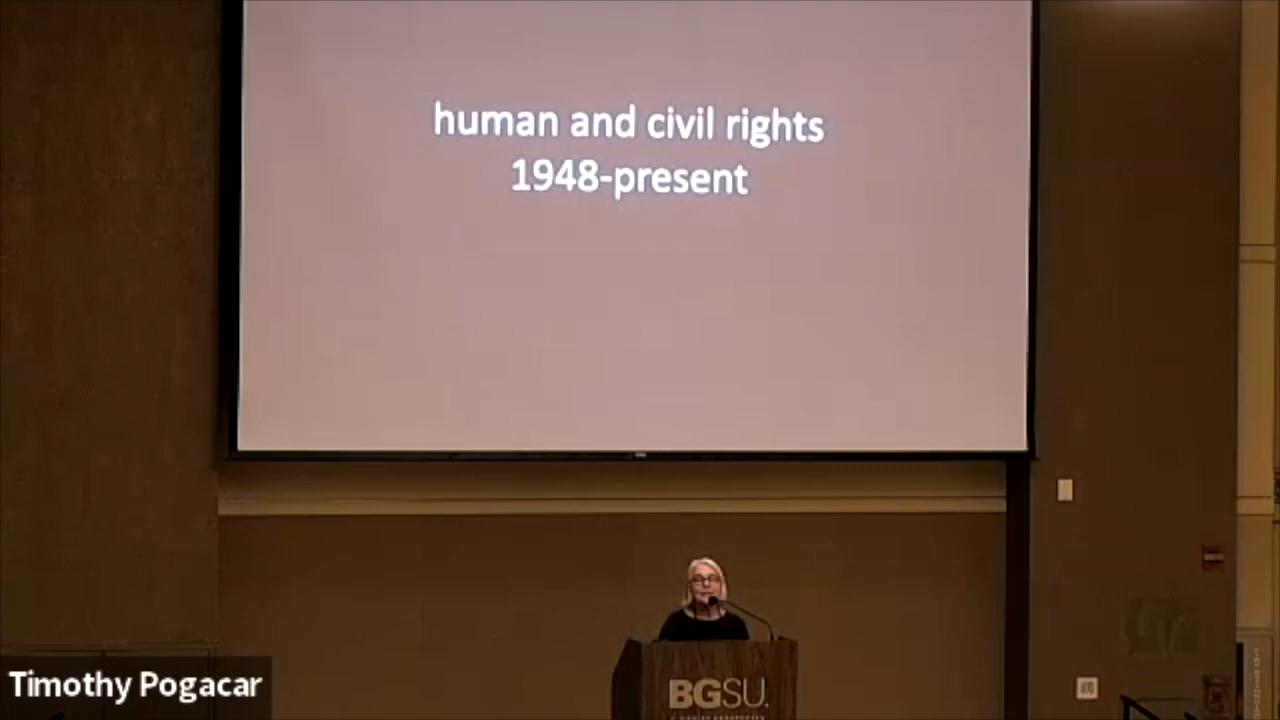 human and civil rights
1948-present
Timothy Pogacar
BGSU.